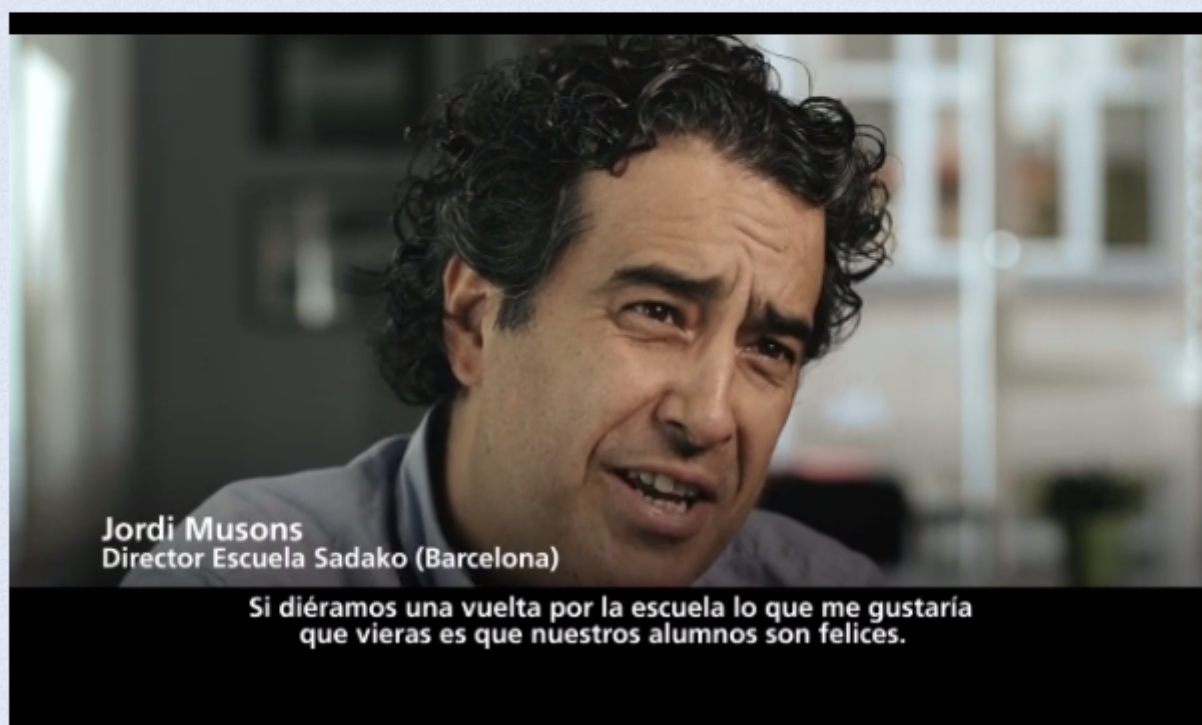 Jordi Musons
Director Escuela Sadako (Barcelona)
Si diéramos una vuelta por la escuela lo que me gustaría
que vieras es que nuestros alumnos son felices.